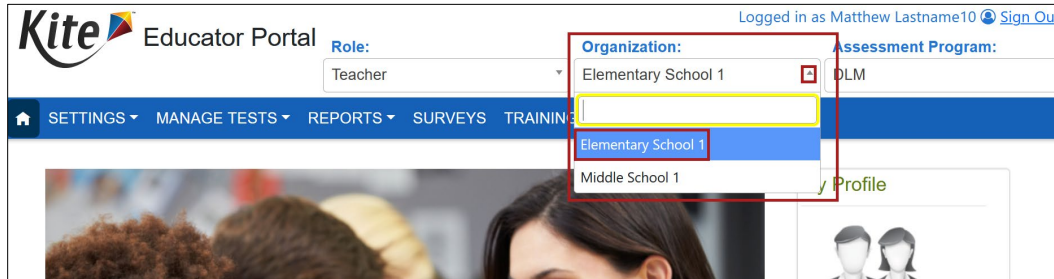 Logged in as Matthew Lastname10 Sign Ou
Kite Educator Portal
Role: Organization: Assessment Program:
Teacher Elementary School 1 DLM
SETTINGS MANAGE TESTS REPORTS SURVEYS TRAINING
Elementary School 1
Middle School 1
y Profile